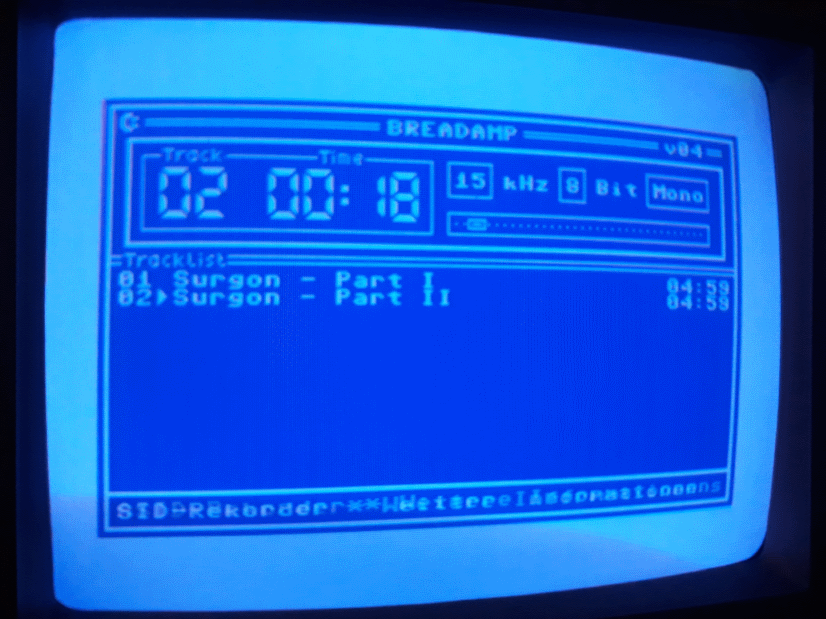 BREADAMP
v04
Track Time
02 00:18
15 kHz 8 Bit Mono
Tracklist
01 Surgon - Part I 04:59
02 Surgon - Part II 04:59